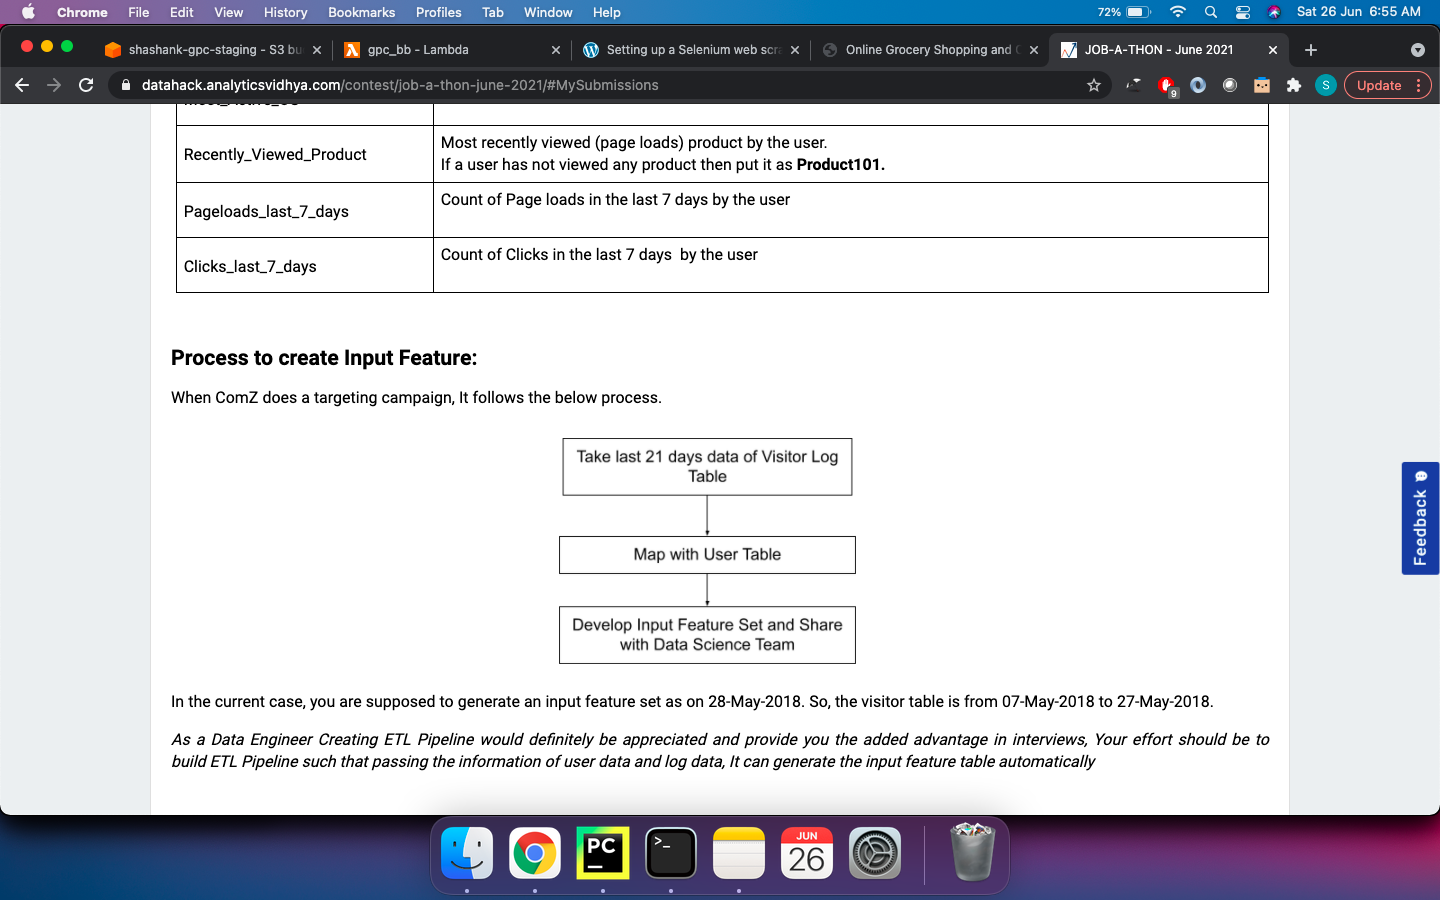 Chrome File Edit View History Bookmarks Profiles Tab Window Help 72% Sat 26 Jun 6:55 AM
shashank-gpc-staging - S3 bu gpc_bb - Lambda Setting up a Selenium web scra Online Grocery Shopping and JOB-A-THON - June 2021
datahack.analyticsvidhya.com/contest/job-a-thon-june-2021/#MySubmissions 9 S Update
Recently_Viewed_Product
Most recently viewed (page loads) product by the user.
If a user has not viewed any product then put it as Product101.
Pageloads_last_7_days
Count of Page loads in the last 7 days by the user
Clicks_last_7_days
Count of Clicks in the last 7 days  by the user
Process to create Input Feature:
When ComZ does a targeting campaign, It follows the below process.
Take last 21 days data of Visitor Log
Table
Map with User Table
Develop Input Feature Set and Share
with Data Science Team
Feedback
In the current case, you are supposed to generate an input feature set as on 28-May-2018. So, the visitor table is from 07-May-2018 to 27-May-2018.
As a Data Engineer Creating ETL Pipeline would definitely be appreciated and provide you the added advantage in interviews, Your effort should be to
build ETL Pipeline such that passing the information of user data and log data, It can generate the input feature table automatically
PC
>_
JUN
26